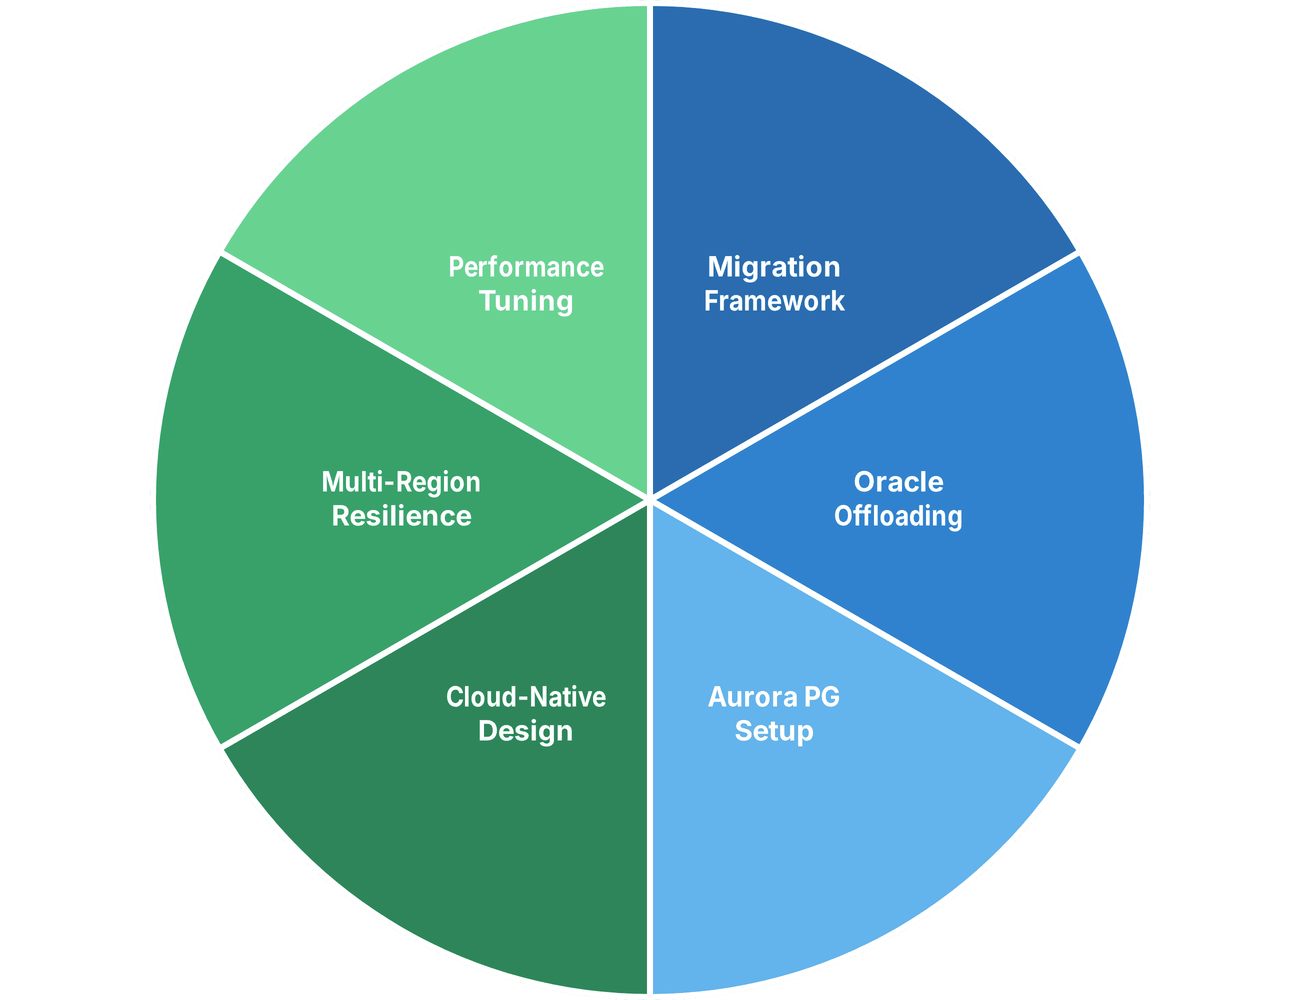 Performance
Tuning
Migration
Framework
Multi-Region
Resilience
Oracle
Offloading
Cloud-Native
Design
Aurora PG
Setup